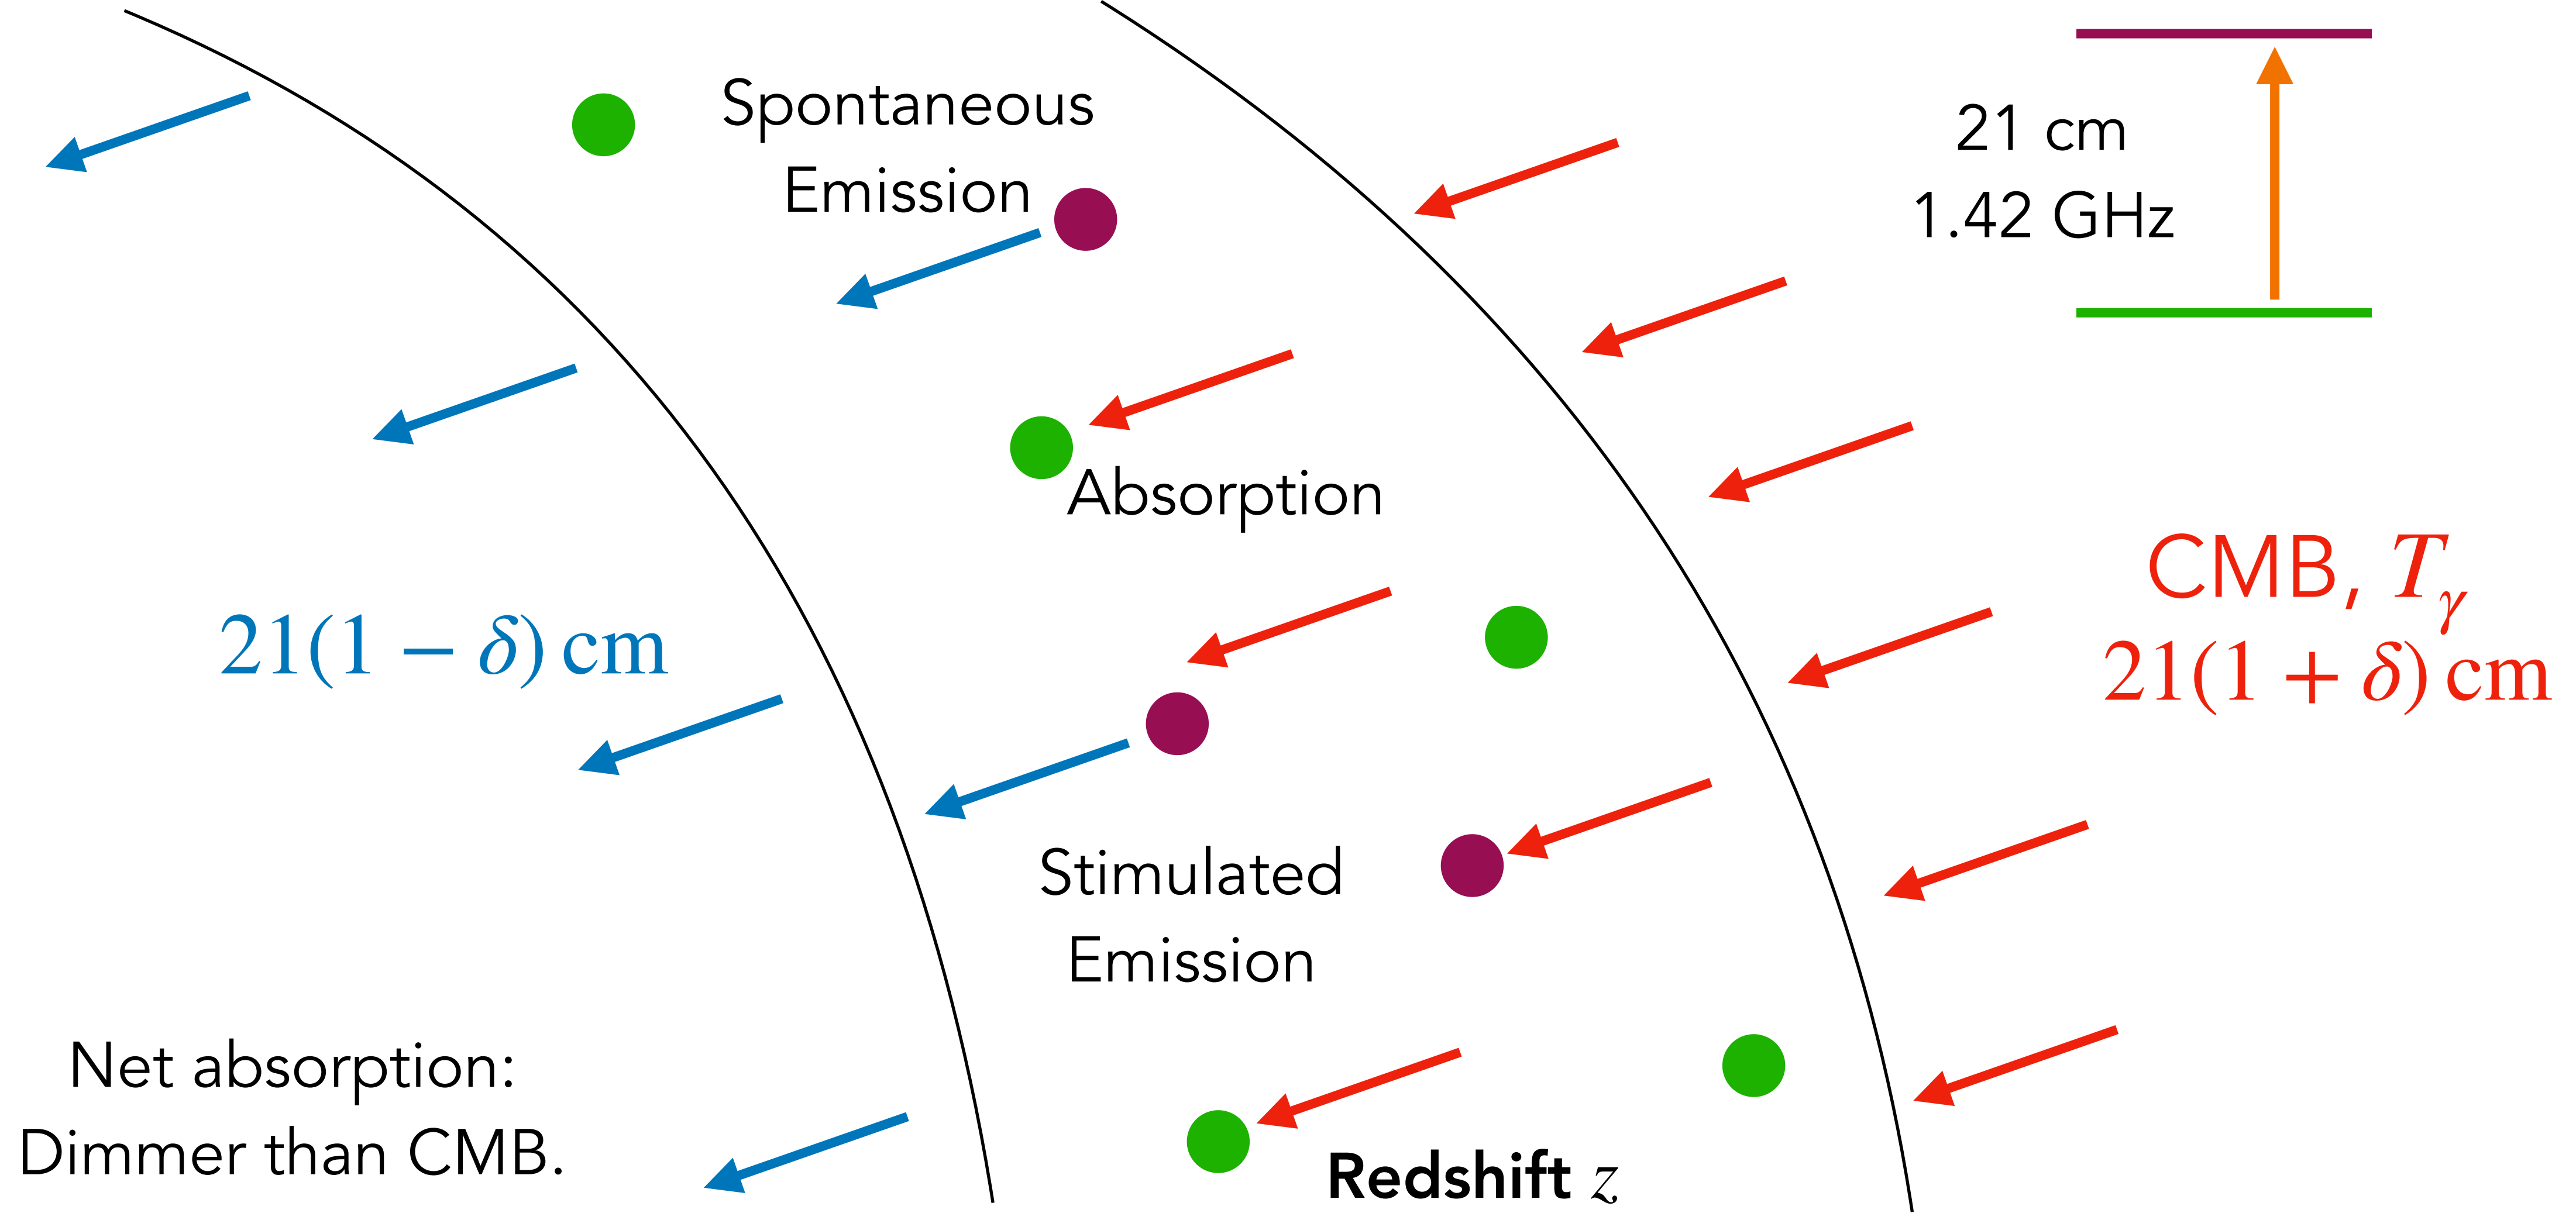 Spontaneous
Emission
21 cm
1.42 GHz
Absorption
CMB, T_γ
21(1 + δ) cm
21(1 − δ) cm
Stimulated
Emission
Net absorption:
Dimmer than CMB.
Redshift z